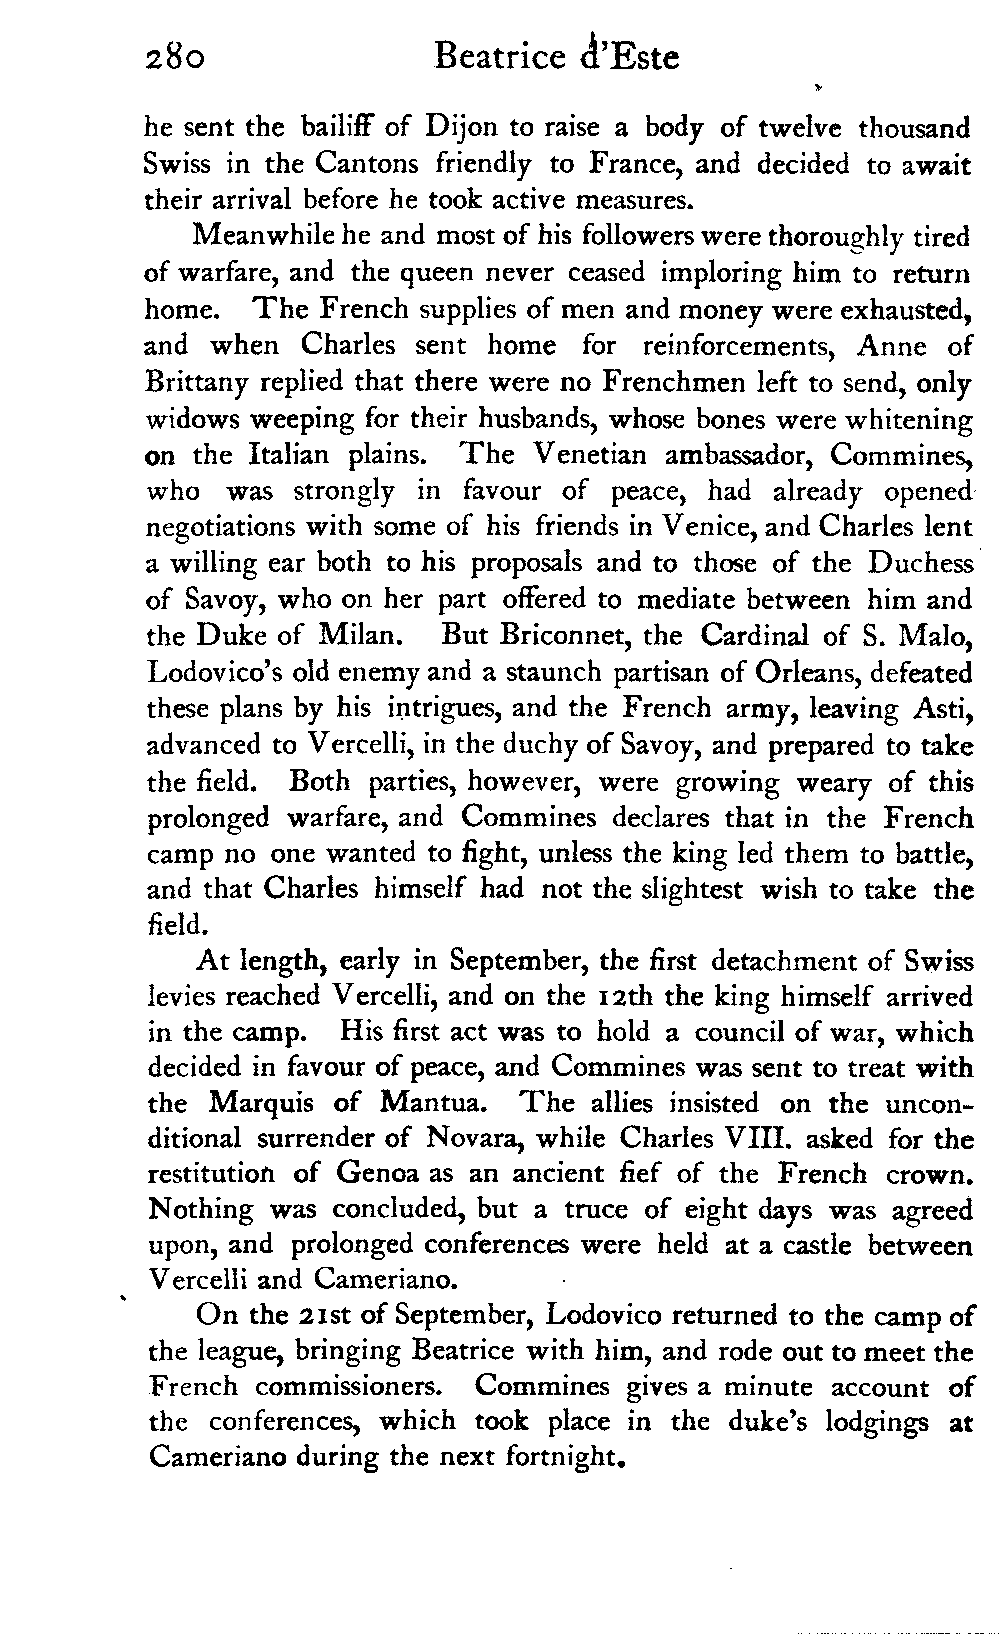 280 Beatrice d'Este
he sent the bailiff of Dijon to raise a body of twelve thousand
Swiss in the Cantons friendly to France, and decided to await
their arrival before he took active measures.
Meanwhile he and most of his followers were thoroughly tired
of warfare, and the queen never ceased imploring him to return
home. The French supplies of men and money were exhausted,
and when Charles sent home for reinforcements, Anne of
Brittany replied that there were no Frenchmen left to send, only
widows weeping for their husbands, whose bones were whitening
on the Italian plains. The Venetian ambassador, Commines,
who was strongly in favour of peace, had already opened
negotiations with some of his friends in Venice, and Charles lent
a willing ear both to his proposals and to those of the Duchess
of Savoy, who on her part offered to mediate between him and
the Duke of Milan. But Briconnet, the Cardinal of S. Malo,
Lodovico's old enemy and a staunch partisan of Orleans, defeated
these plans by his intrigues, and the French army, leaving Asti,
advanced to Vercelli, in the duchy of Savoy, and prepared to take
the field. Both parties, however, were growing weary of this
prolonged warfare, and Commines declares that in the French
camp no one wanted to fight, unless the king led them to battle,
and that Charles himself had not the slightest wish to take the
field.
At length, early in September, the first detachment of Swiss
levies reached Vercelli, and on the 12th the king himself arrived
in the camp. His first act was to hold a council of war, which
decided in favour of peace, and Commines was sent to treat with
the Marquis of Mantua. The allies insisted on the uncon-
ditional surrender of Novara, while Charles VIII. asked for the
restitution of Genoa as an ancient fief of the French crown.
Nothing was concluded, but a truce of eight days was agreed
upon, and prolonged conferences were held at a castle between
Vercelli and Cameriano.
On the 21st of September, Lodovico returned to the camp of
the league, bringing Beatrice with him, and rode out to meet the
French commissioners. Commines gives a minute account of
the conferences, which took place in the duke's lodgings at
Cameriano during the next fortnight.